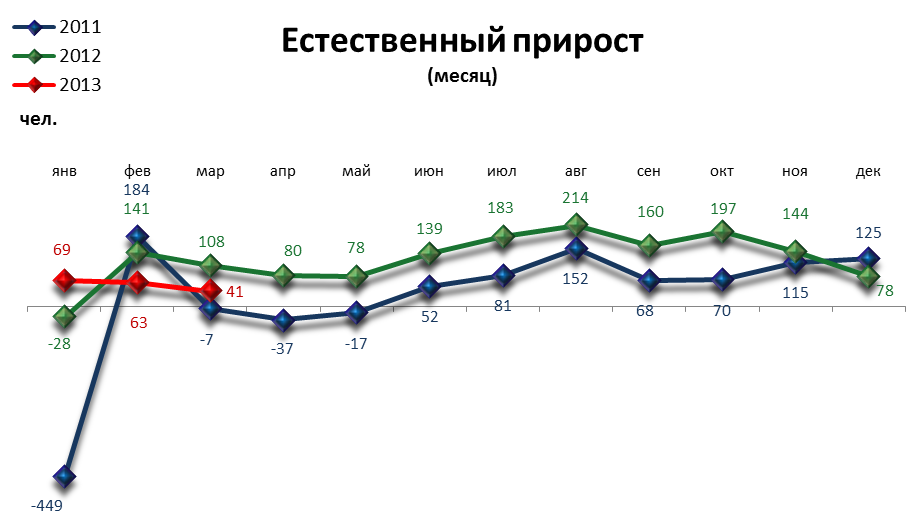 2011
2012
2013
Естественный прирост
(месяц)
чел.
янв фев мар апр май июн июл авг сен окт ноя дек
184
141 108 80 78 139 183 214 160 197 144 125
69
63 41
-28 -7 -37 -17 52 81 152 68 70 115 78
-449